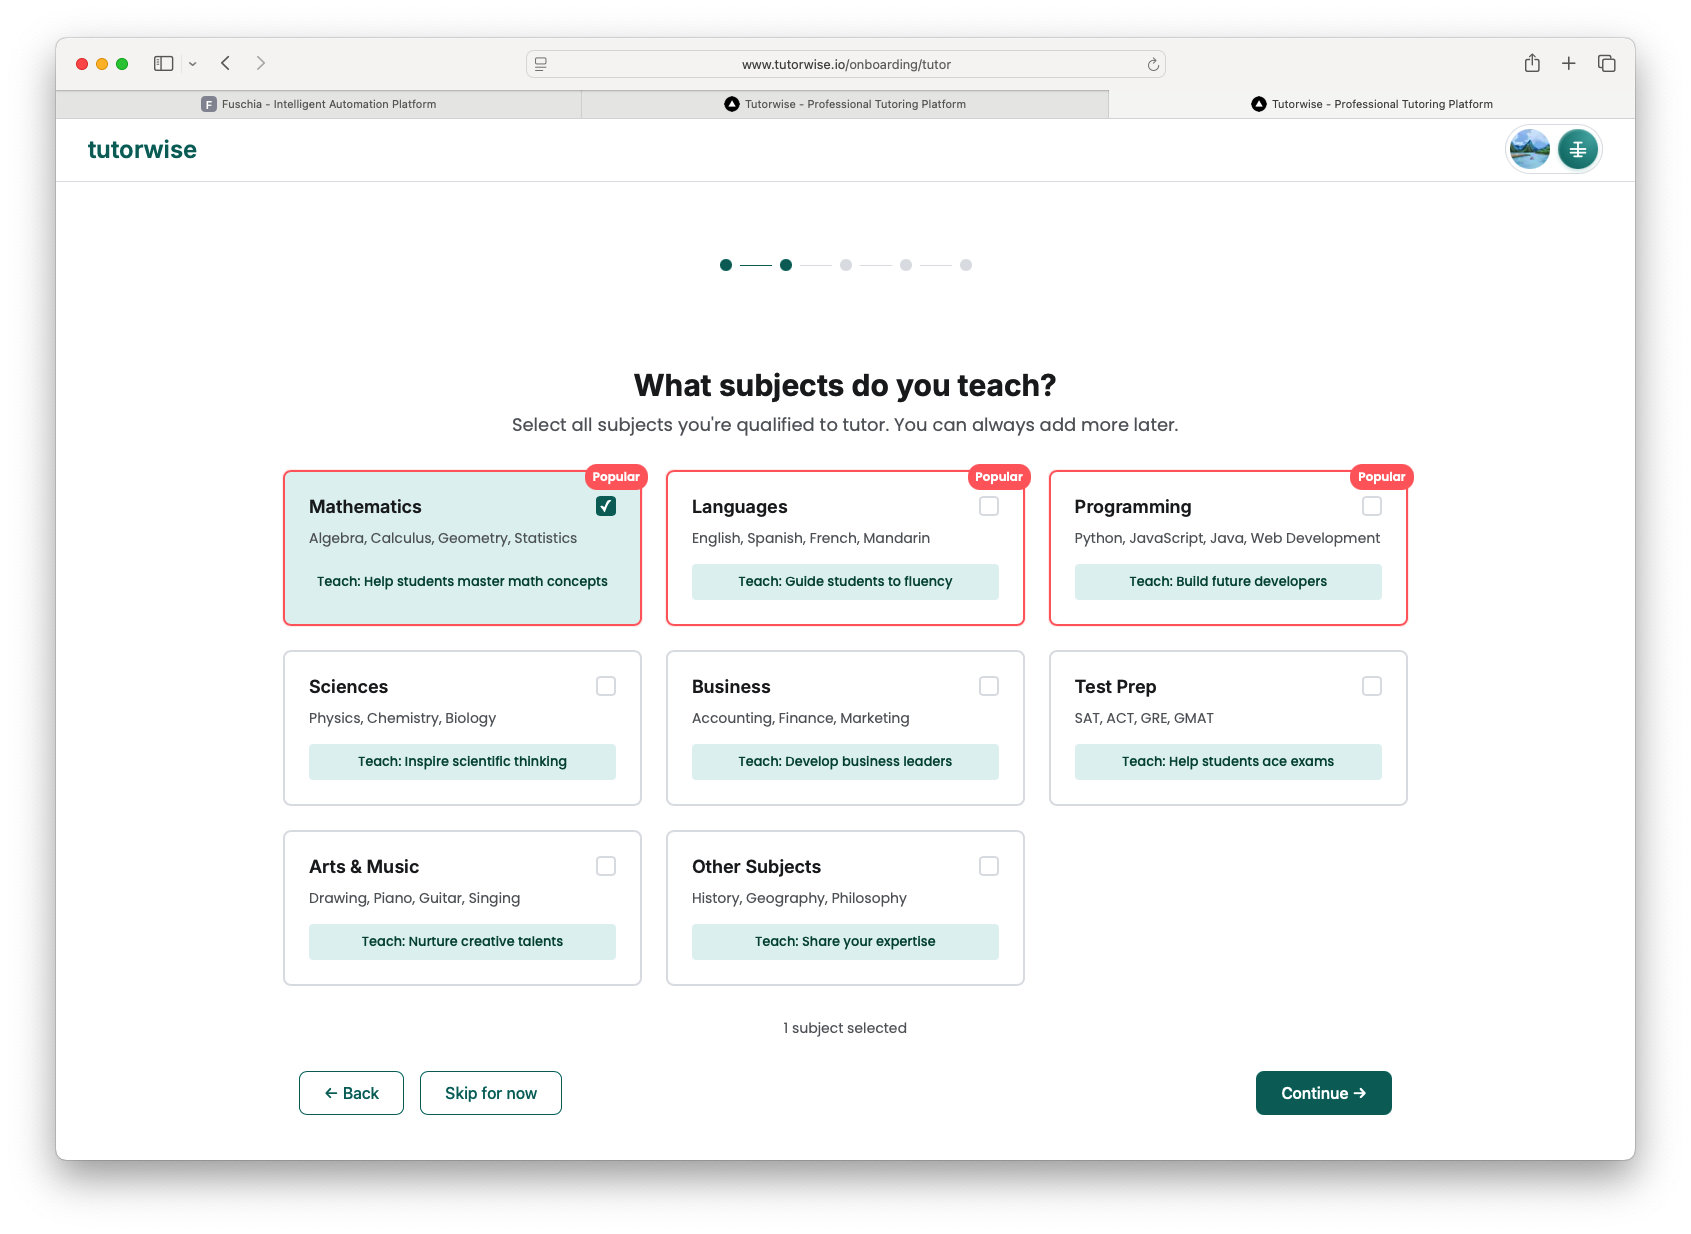 www.tutorwise.io/onboarding/tutor
F Fuschia - Intelligent Automation Platform
Tutorwise - Professional Tutoring Platform
Tutorwise - Professional Tutoring Platform
tutorwise
What subjects do you teach?
Select all subjects you're qualified to tutor. You can always add more later.
Popular
Mathematics
Algebra, Calculus, Geometry, Statistics
Teach: Help students master math concepts
Popular
Languages
English, Spanish, French, Mandarin
Teach: Guide students to fluency
Popular
Programming
Python, JavaScript, Java, Web Development
Teach: Build future developers
Sciences
Physics, Chemistry, Biology
Teach: Inspire scientific thinking
Business
Accounting, Finance, Marketing
Teach: Develop business leaders
Test Prep
SAT, ACT, GRE, GMAT
Teach: Help students ace exams
Arts & Music
Drawing, Piano, Guitar, Singing
Teach: Nurture creative talents
Other Subjects
History, Geography, Philosophy
Teach: Share your expertise
1 subject selected
← Back
Skip for now
Continue →